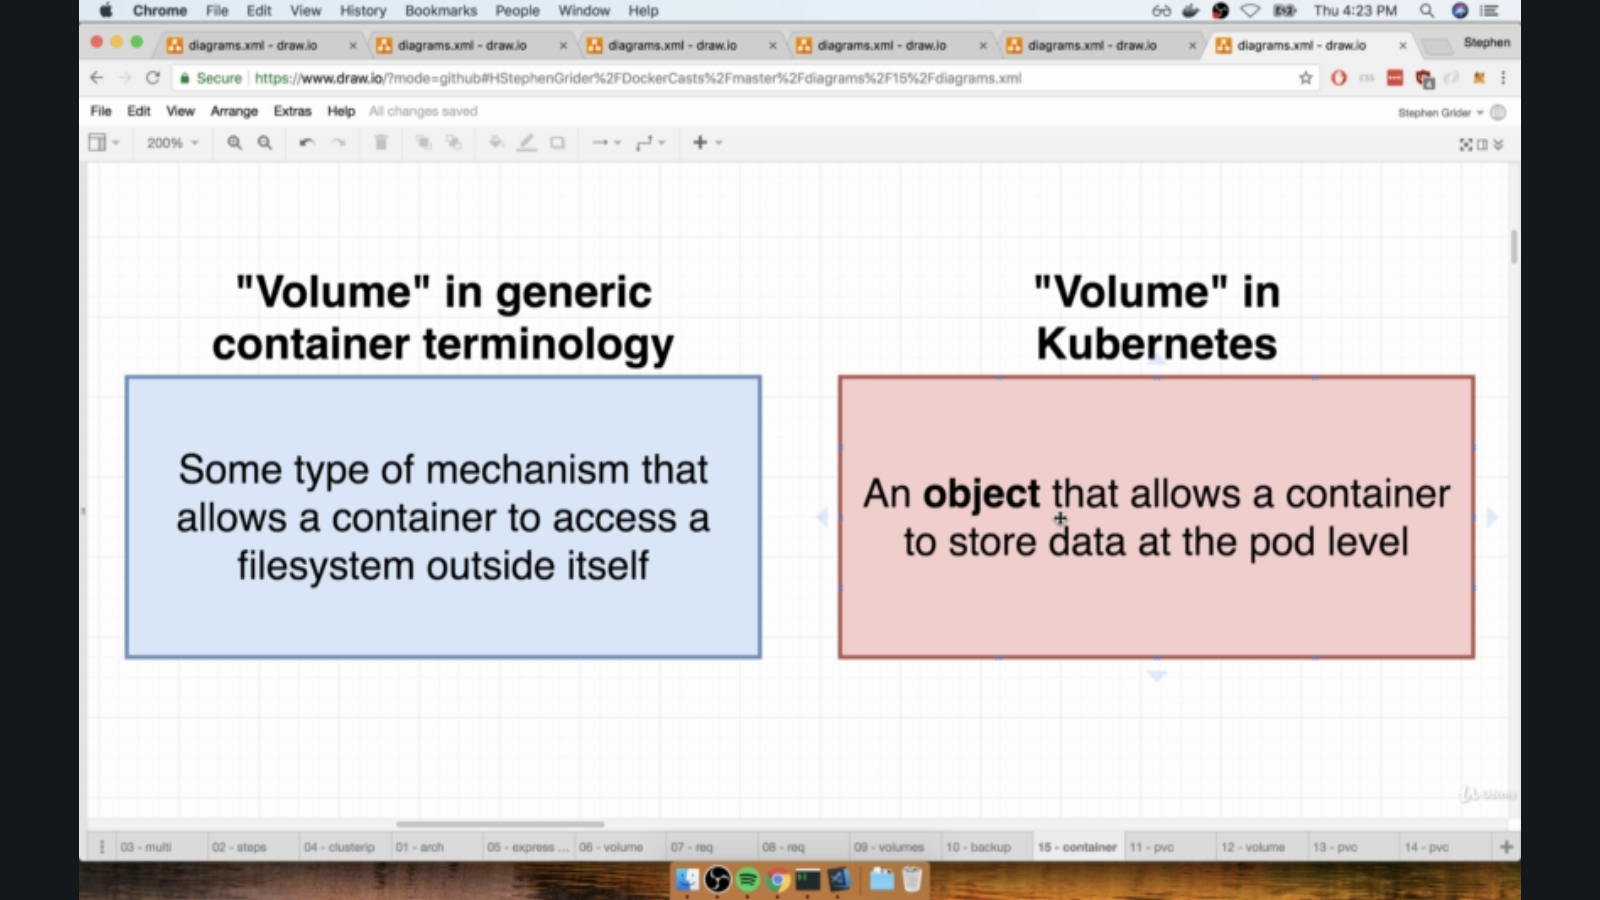 Chrome File Edit View History Bookmarks People Window Help Thu 4:23 PM
diagrams.xml - draw.io diagrams.xml - draw.io diagrams.xml - draw.io diagrams.xml - draw.io diagrams.xml - draw.io diagrams.xml - draw.io Stephen
Secure https://www.draw.io/?mode=github#HStephenGrider%2FDockerCasts%2Fmaster%2Fdiagrams%2F15%2Fdiagrams.xml
File Edit View Arrange Extras Help All changes saved Stephen Grider
200%
"Volume" in generic
container terminology
Some type of mechanism that
allows a container to access a
filesystem outside itself
"Volume" in
Kubernetes
An object that allows a container
to store data at the pod level
Udemy
03 - multi 02 - steps 04 - clusterip 01 - arch 05 - express ... 06 - volume 07 - req 08 - req 09 - volumes 10 - backup 15 - container 11 - pvc 12 - volume 13 - pvc 14 - pvc